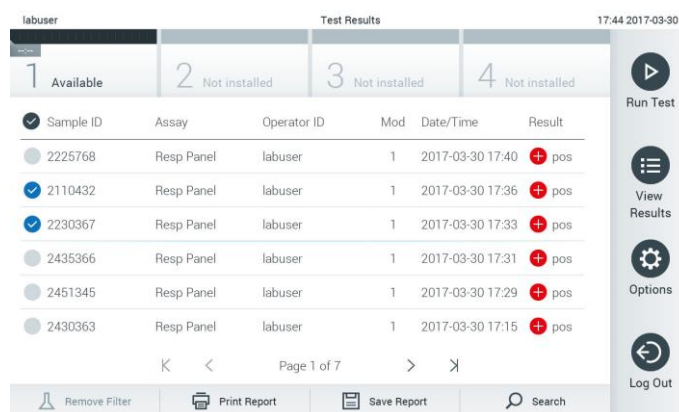 labuser Test Results 17:44 2017-03-30
--:--
1 Available 2 Not installed 3 Not installed 4 Not installed
Run Test
Sample ID Assay Operator ID Mod Date/Time Result
2225768 Resp Panel labuser 1 2017-03-30 17:40 pos
2110432 Resp Panel labuser 1 2017-03-30 17:36 pos
View
Results
2230367 Resp Panel labuser 1 2017-03-30 17:33 pos
2435366 Resp Panel labuser 1 2017-03-30 17:31 pos
2451345 Resp Panel labuser 1 2017-03-30 17:29 pos
Options
2430363 Resp Panel labuser 1 2017-03-30 17:15 pos
Page 1 of 7
Log Out
Remove Filter Print Report Save Report Search